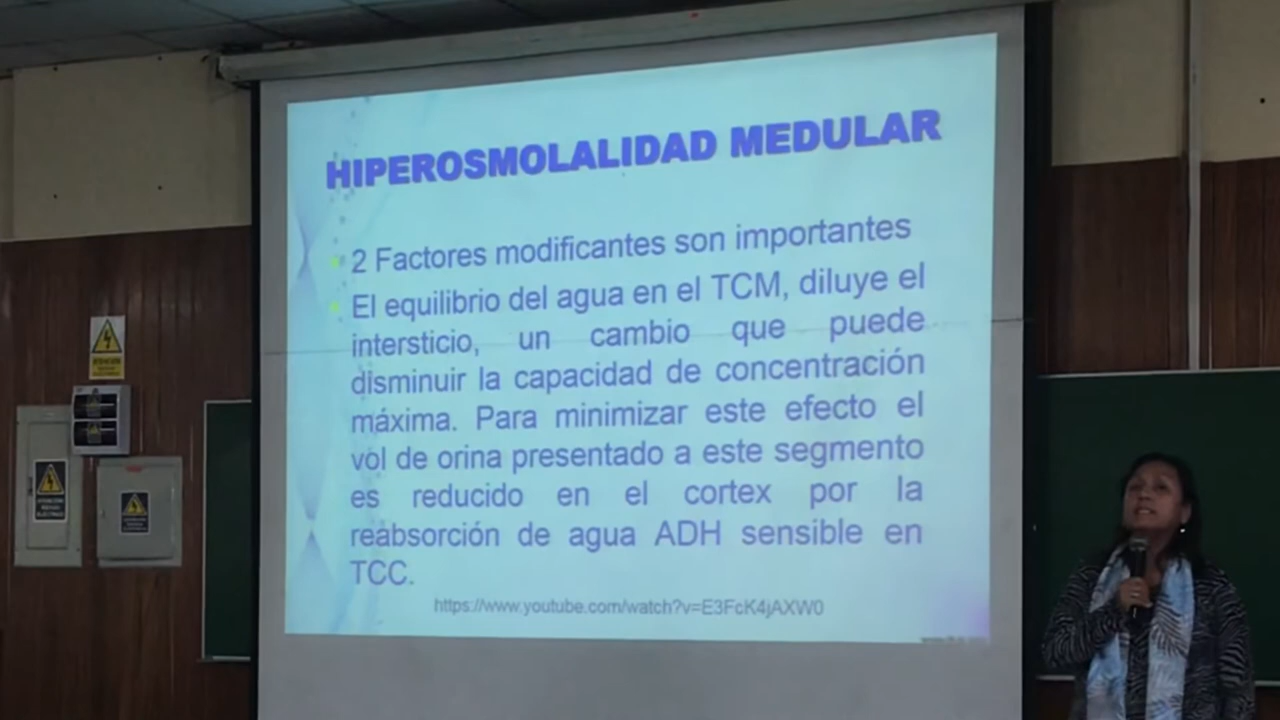 HIPEROSMOLALIDAD MEDULAR
2 Factores modificantes son importantes
El equilibrio del agua en el TCM, diluye el
intersticio, un cambio que puede
disminuir la capacidad de concentración
máxima. Para minimizar este efecto el
vol de orina presentado a este segmento
es reducido en el cortex por la
reabsorción de agua ADH sensible en
TCC.
https://www.youtube.com/watch?v=E3FcK4jAXW0